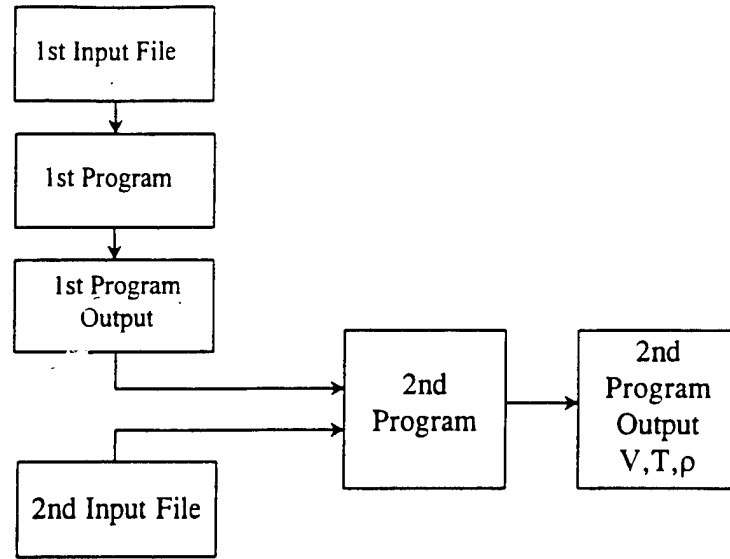 1st Input File
1st Program
1st Program
Output
2nd
Program
2nd
Program
Output
V,T,ρ
2nd Input File